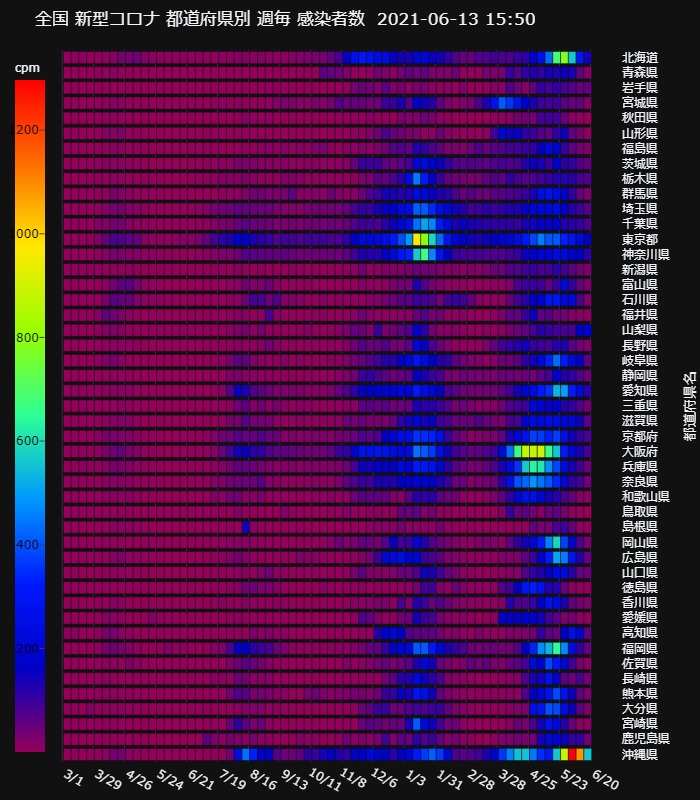 全国 新型コロナ 都道府県別 週毎 感染者数 2021-06-13 15:50
cpm
1200
1000
800
600
400
200
北海道
青森県
岩手県
宮城県
秋田県
山形県
福島県
茨城県
栃木県
群馬県
埼玉県
千葉県
東京都
神奈川県
新潟県
富山県
石川県
福井県
山梨県
長野県
岐阜県
静岡県
愛知県
三重県
滋賀県
京都府
大阪府
兵庫県
奈良県
和歌山県
鳥取県
島根県
岡山県
広島県
山口県
徳島県
香川県
愛媛県
高知県
福岡県
佐賀県
長崎県
熊本県
大分県
宮崎県
鹿児島県
沖縄県
都道府県名
3/1 3/29 4/26 5/24 6/21 7/19 8/16 9/13 10/11 11/8 12/6 1/3 1/31 2/28 3/28 4/25 5/23 6/20